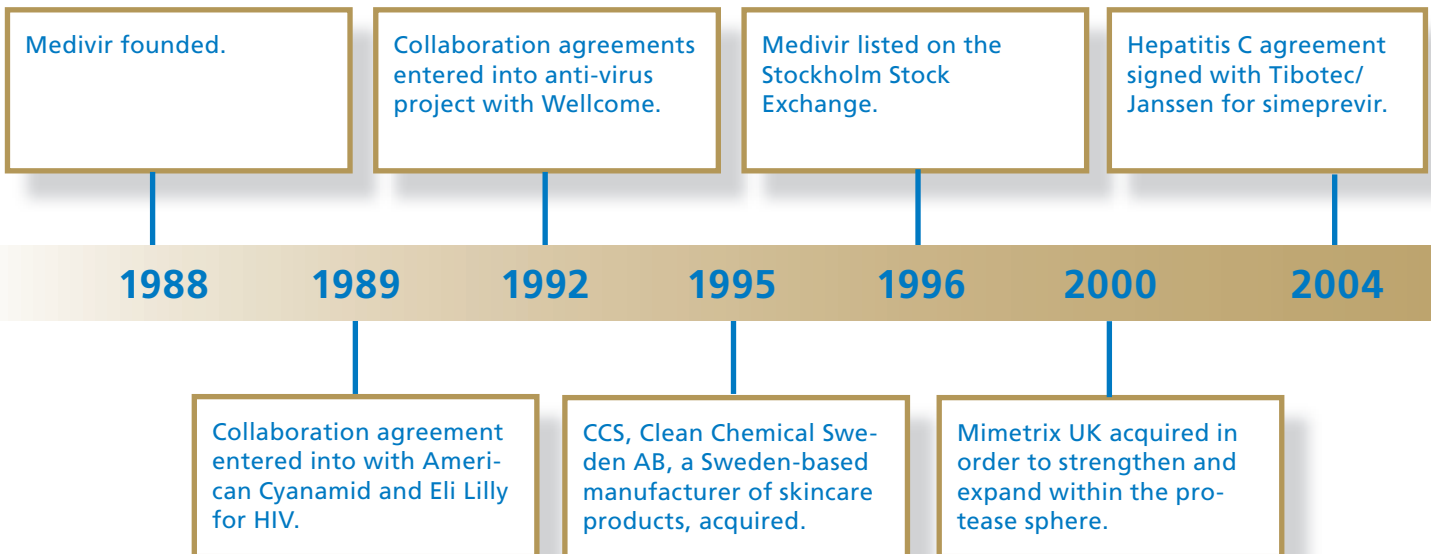 Medivir founded.
Collaboration agreements
entered into anti-virus
project with Wellcome.
Medivir listed on the
Stockholm Stock
Exchange.
Hepatitis C agreement
signed with Tibotec/
Janssen for simeprevir.
1988 1989 1992 1995 1996 2000 2004
Collaboration agreement
entered into with Ameri-
can Cyanamid and Eli Lilly
for HIV.
CCS, Clean Chemical Swe-
den AB, a Sweden-based
manufacturer of skincare
products, acquired.
Mimetrix UK acquired in
order to strengthen and
expand within the pro-
tease sphere.